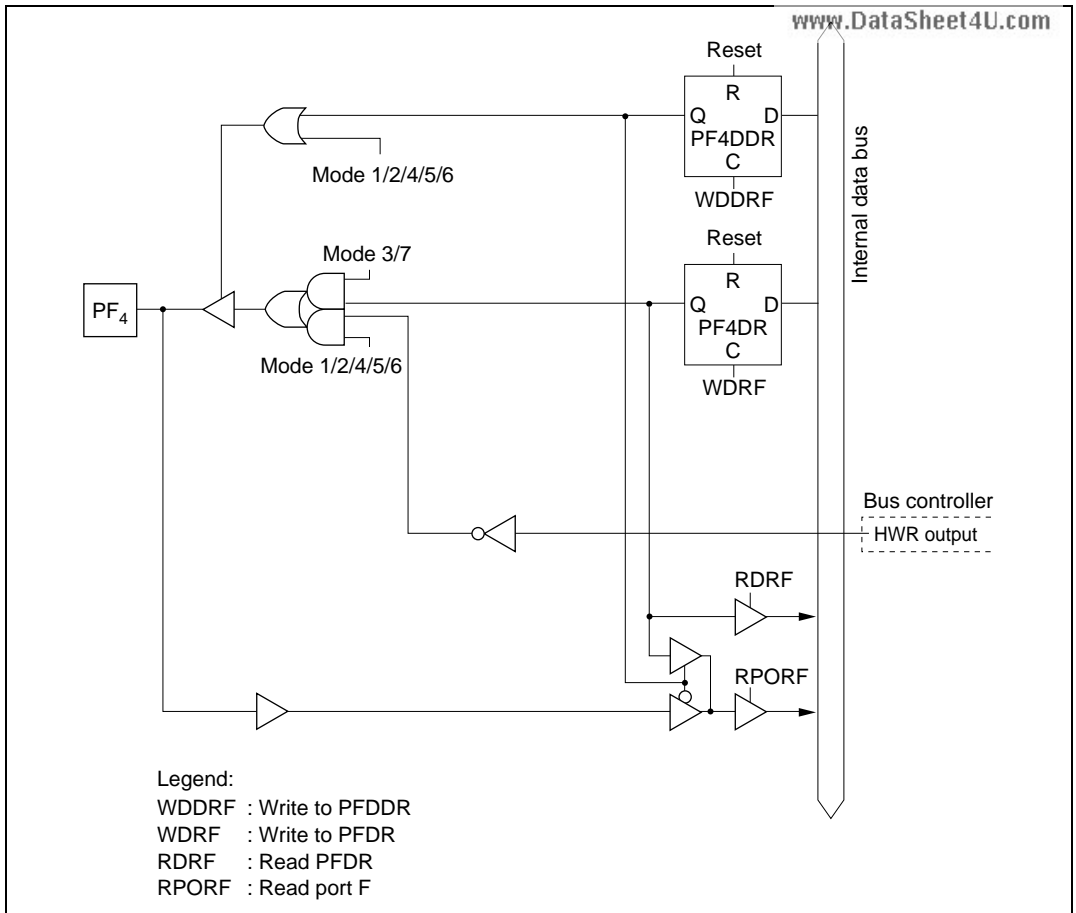 www.DataSheet4U.com
Reset
R
Q D
PF4DDR
C
WDDRF
Mode 1/2/4/5/6
Internal data bus
Reset
R
Q D
PF4DR
C
WDRF
Mode 3/7
PF4
Mode 1/2/4/5/6
Bus controller
HWR output
RDRF
RPORF
Legend:
WDDRF : Write to PFDDR
WDRF : Write to PFDR
RDRF : Read PFDR
RPORF : Read port F